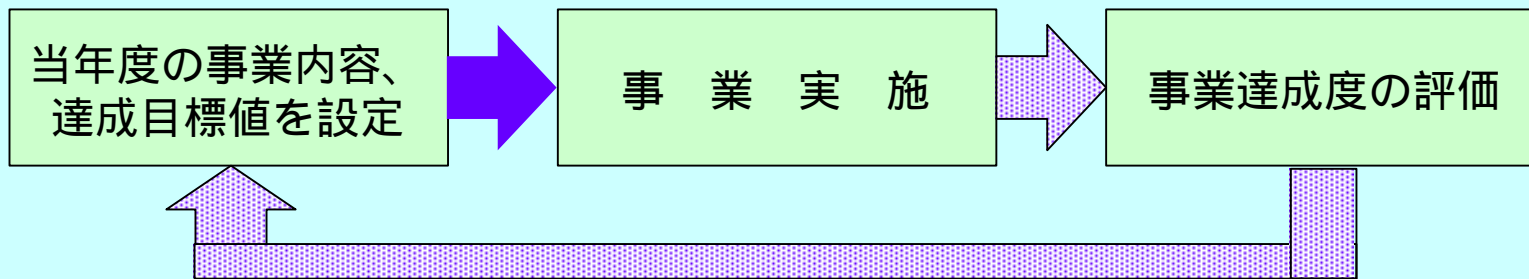 当年度の事業内容、
達成目標値を設定
事　業　実　施
事業達成度の評価